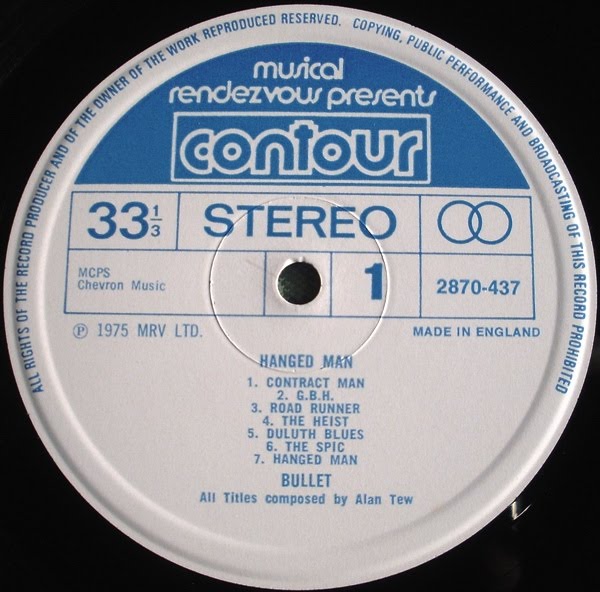 ALL RIGHTS OF THE RECORD PRODUCER AND OF THE OWNER OF THE WORK REPRODUCED RESERVED. COPYING, PUBLIC PERFORMANCE AND BROADCASTING OF THIS RECORD PROHIBITED
musical
rendezvous presents
contour
33⅓ STEREO
MCPS
Chevron Music
1
2870-437
℗ 1975 MRV LTD.
MADE IN ENGLAND
HANGED MAN
1. CONTRACT MAN
2. G.B.H.
3. ROAD RUNNER
4. THE HEIST
5. DULUTH BLUES
6. THE SPIC
7. HANGED MAN
BULLET
All Titles composed by Alan Tew